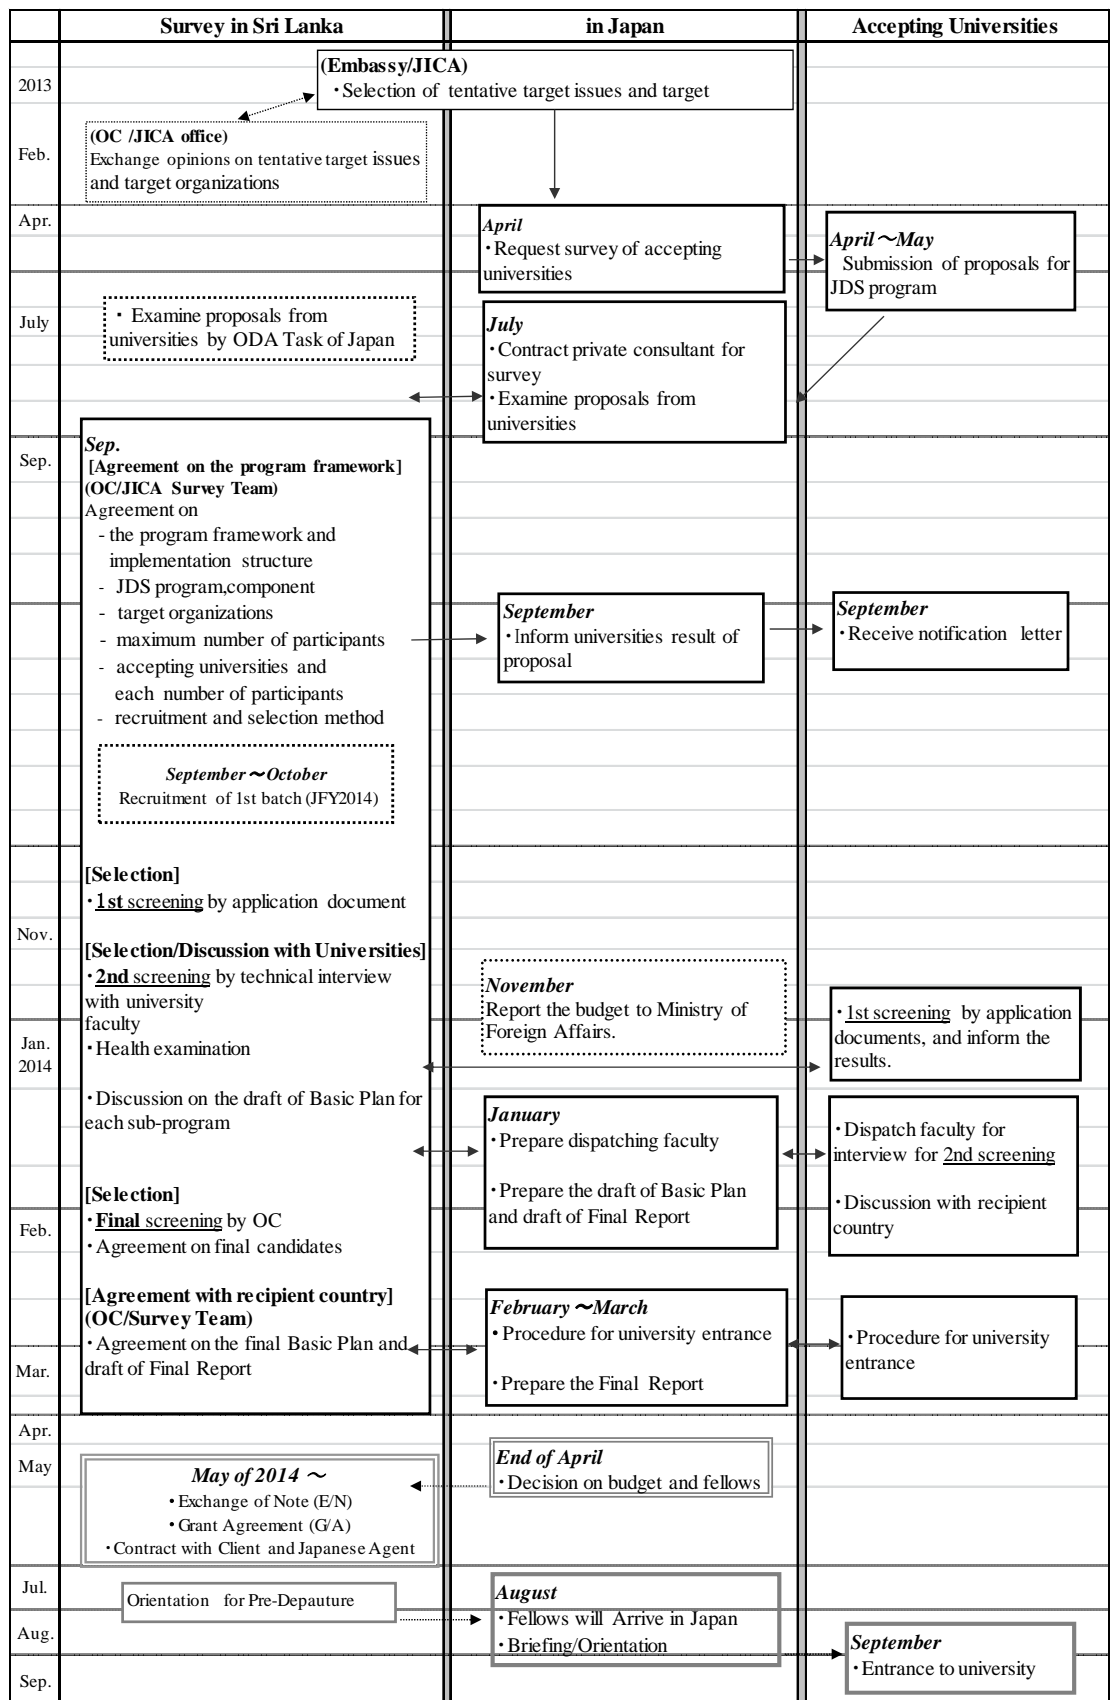 Survey in Sri Lanka
in Japan
Accepting Universities
2013
(Embassy/JICA)
・Selection of tentative target issues and target
Feb.
(OC /JICA office)
Exchange opinions on tentative target issues
and target organizations
Apr.
April
・Request survey of accepting
universities
April～May
Submission of proposals for
JDS program
July
・ Examine proposals from
universities by ODA Task of Japan
July
・Contract private consultant for
survey
・Examine proposals from
universities
Sep.
Sep.
[Agreement on the program framework]
(OC/JICA Survey Team)
Agreement on
- the program framework and
implementation structure
- JDS program,component
- target organizations
- maximum number of participants
- accepting universities and
each number of participants
- recruitment and selection method
September
・Inform universities result of
proposal
September
・Receive notification letter
September～October
Recruitment of 1st batch (JFY2014)
[Selection]
・1st screening by application document
Nov.
[Selection/Discussion with Universities]
・2nd screening by technical interview
with university
faculty
・Health examination
・Discussion on the draft of Basic Plan for
each sub-program
November
Report the budget to Ministry of
Foreign Affairs.
・1st screening by application
documents, and inform the
results.
Jan.
2014
January
・Prepare dispatching faculty
・Prepare the draft of Basic Plan
and draft of Final Report
・Dispatch faculty for
interview for 2nd screening
・Discussion with recipient
country
Feb.
[Selection]
・Final screening by OC
・Agreement on final candidates
[Agreement with recipient country]
(OC/Survey Team)
・Agreement on the final Basic Plan and
draft of Final Report
February～March
・Procedure for university entrance
・Prepare the Final Report
・Procedure for university
entrance
Mar.
Apr.
May
End of April
・Decision on budget and fellows
May of 2014 ～
・Exchange of Note (E/N)
・Grant Agreement (G/A)
・Contract with Client and Japanese Agent
Jul.
Orientation for Pre-Depauture
August
・Fellows will Arrive in Japan
・Briefing/Orientation
Aug.
September
・Entrance to university
Sep.